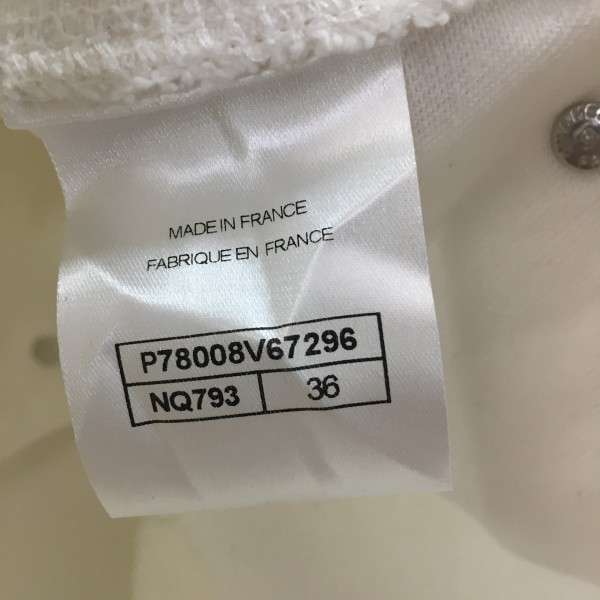 MADE IN FRANCE
FABRIQUE EN FRANCE
P78008V67296
NQ793 36